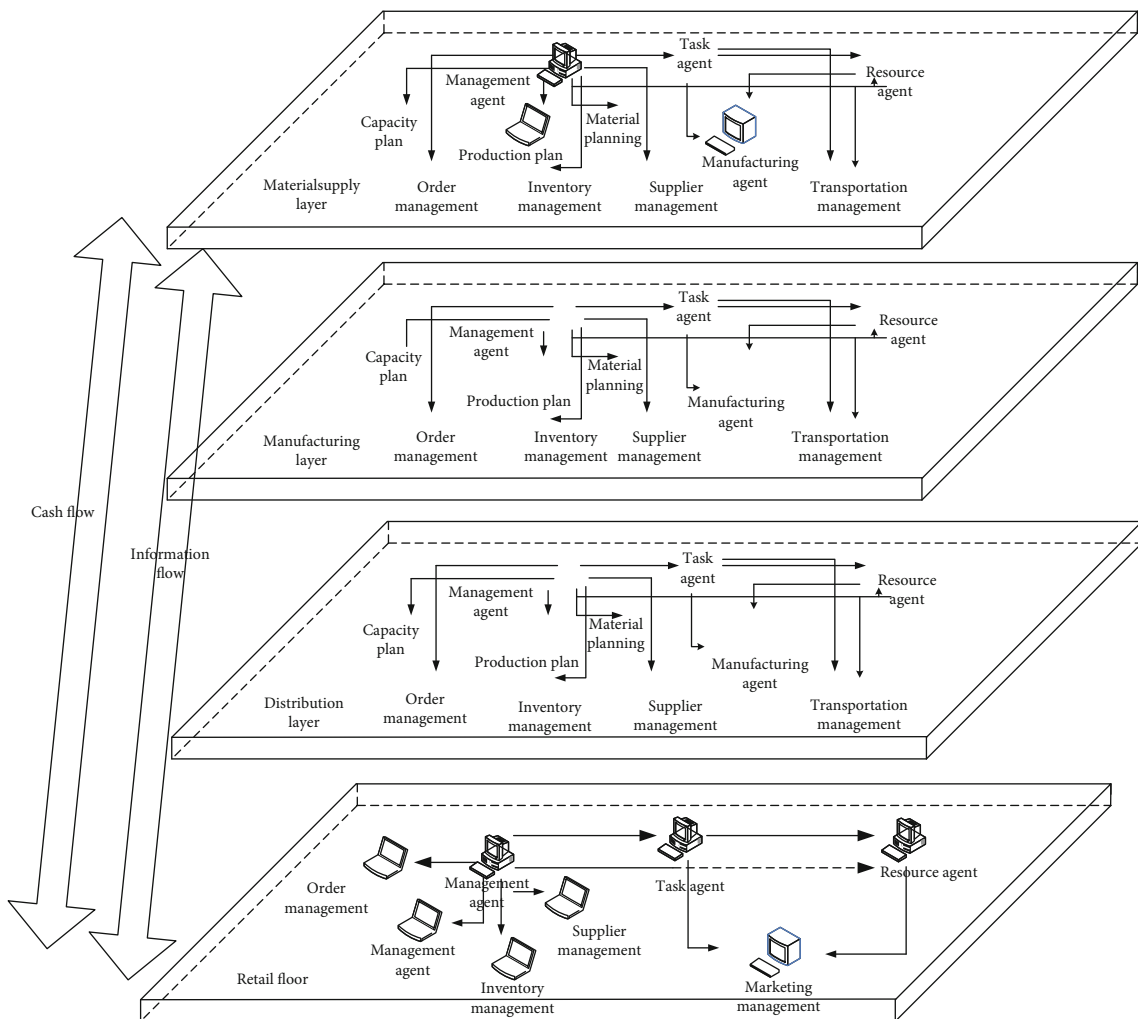 Task
agent
Management
agent
Resource
agent
Capacity
plan
Material
planning
Production plan
Manufacturing
agent
Materialsupply
layer
Order
management
Inventory
management
Supplier
management
Transportation
management
Task
agent
Management
agent
Resource
agent
Capacity
plan
Material
planning
Production plan
Manufacturing
agent
Manufacturing
layer
Order
management
Inventory
management
Supplier
management
Transportation
management
Cash flow
Information
flow
Task
agent
Management agent
Resource
agent
Capacity
plan
Material
planning
Production plan
Manufacturing
agent
Distribution
layer
Order
management
Inventory
management
Supplier
management
Transportation
management
Order
management
Management
agent
Task agent
Resource agent
Management
agent
Supplier
management
Retail floor
Inventory
management
Marketing
management